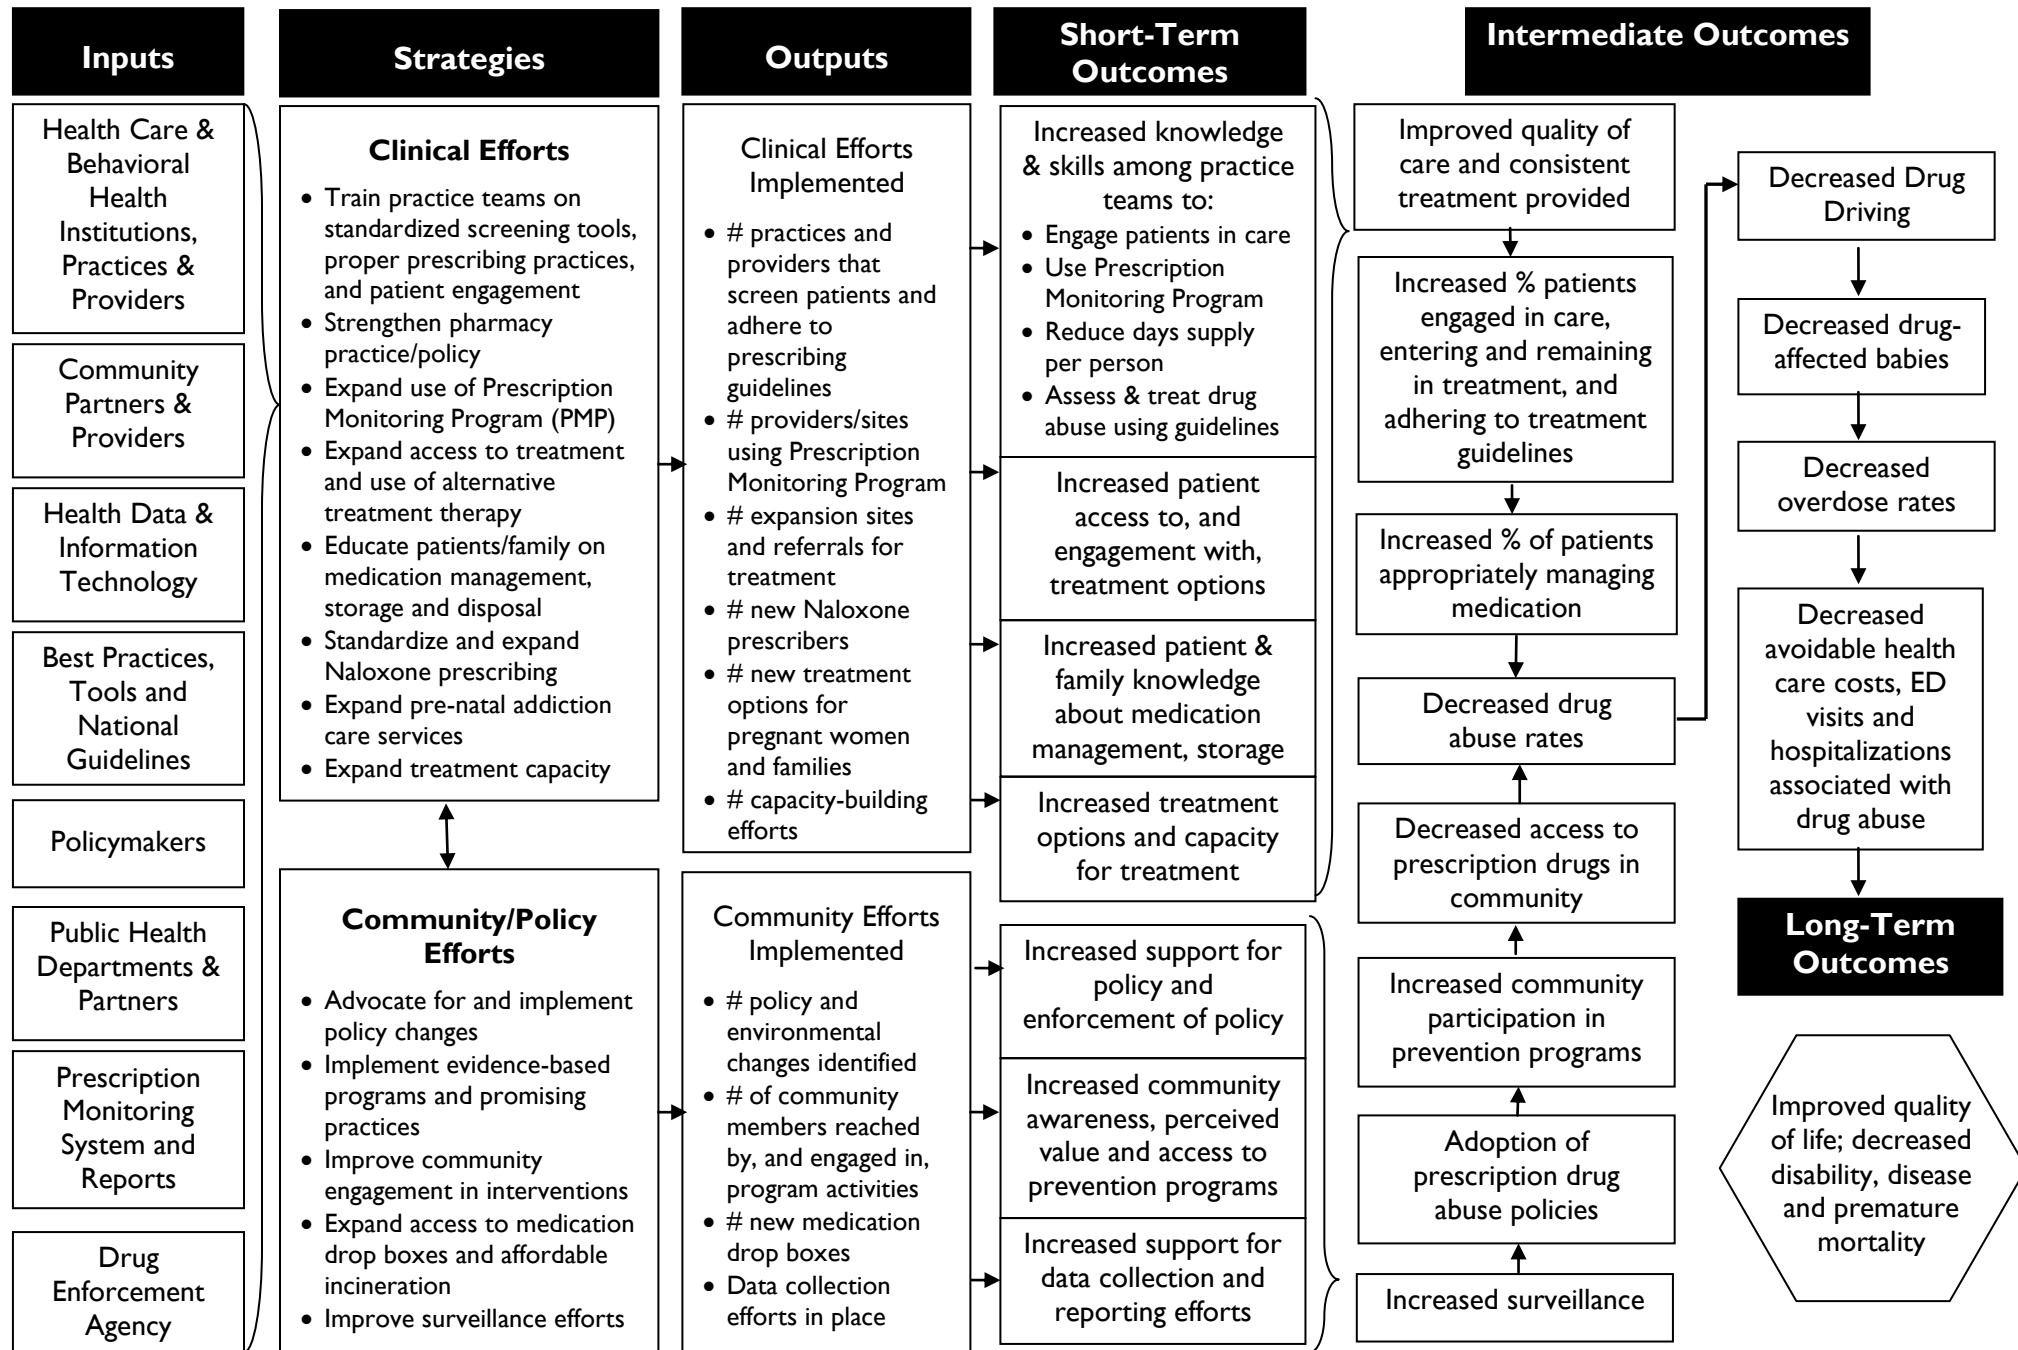 Inputs
Health Care &
Behavioral
Health
Institutions,
Practices &
Providers
Community
Partners &
Providers
Health Data &
Information
Technology
Best Practices,
Tools and
National
Guidelines
Policymakers
Public Health
Departments &
Partners
Prescription
Monitoring
System and
Reports
Drug
Enforcement
Agency
Strategies
Clinical Efforts
• Train practice teams on
standardized screening tools,
proper prescribing practices,
and patient engagement
• Strengthen pharmacy
practice/policy
• Expand use of Prescription
Monitoring Program (PMP)
• Expand access to treatment
and use of alternative
treatment therapy
• Educate patients/family on
medication management,
storage and disposal
• Standardize and expand
Naloxone prescribing
• Expand pre-natal addiction
care services
• Expand treatment capacity
Community/Policy
Efforts
• Advocate for and implement
policy changes
• Implement evidence-based
programs and promising
practices
• Improve community
engagement in interventions
• Expand access to medication
drop boxes and affordable
incineration
• Improve surveillance efforts
Outputs
Clinical Efforts
Implemented
• # practices and
providers that
screen patients and
adhere to
prescribing
guidelines
• # providers/sites
using Prescription
Monitoring Program
• # expansion sites
and referrals for
treatment
• # new Naloxone
prescribers
• # new treatment
options for
pregnant women
and families
• # capacity-building
efforts
Community Efforts
Implemented
• # policy and
environmental
changes identified
• # of community
members reached
by, and engaged in,
program activities
• # new medication
drop boxes
• Data collection
efforts in place
Short-Term
Outcomes
Increased knowledge
& skills among practice
teams to:
• Engage patients in care
• Use Prescription
Monitoring Program
• Reduce days supply
per person
• Assess & treat drug
abuse using guidelines
Increased patient
access to, and
engagement with,
treatment options
Increased patient &
family knowledge
about medication
management, storage
Increased treatment
options and capacity
for treatment
Increased support for
policy and
enforcement of policy
Increased community
awareness, perceived
value and access to
prevention programs
Increased support for
data collection and
reporting efforts
Intermediate Outcomes
Improved quality of
care and consistent
treatment provided
Increased % patients
engaged in care,
entering and remaining
in treatment, and
adhering to treatment
guidelines
Increased % of patients
appropriately managing
medication
Decreased drug
abuse rates
Decreased access to
prescription drugs in
community
Increased community
participation in
prevention programs
Adoption of
prescription drug
abuse policies
Increased surveillance
Decreased Drug
Driving
Decreased drug-
affected babies
Decreased
overdose rates
Decreased
avoidable health
care costs, ED
visits and
hospitalizations
associated with
drug abuse
Long-Term
Outcomes
Improved quality
of life; decreased
disability, disease
and premature
mortality